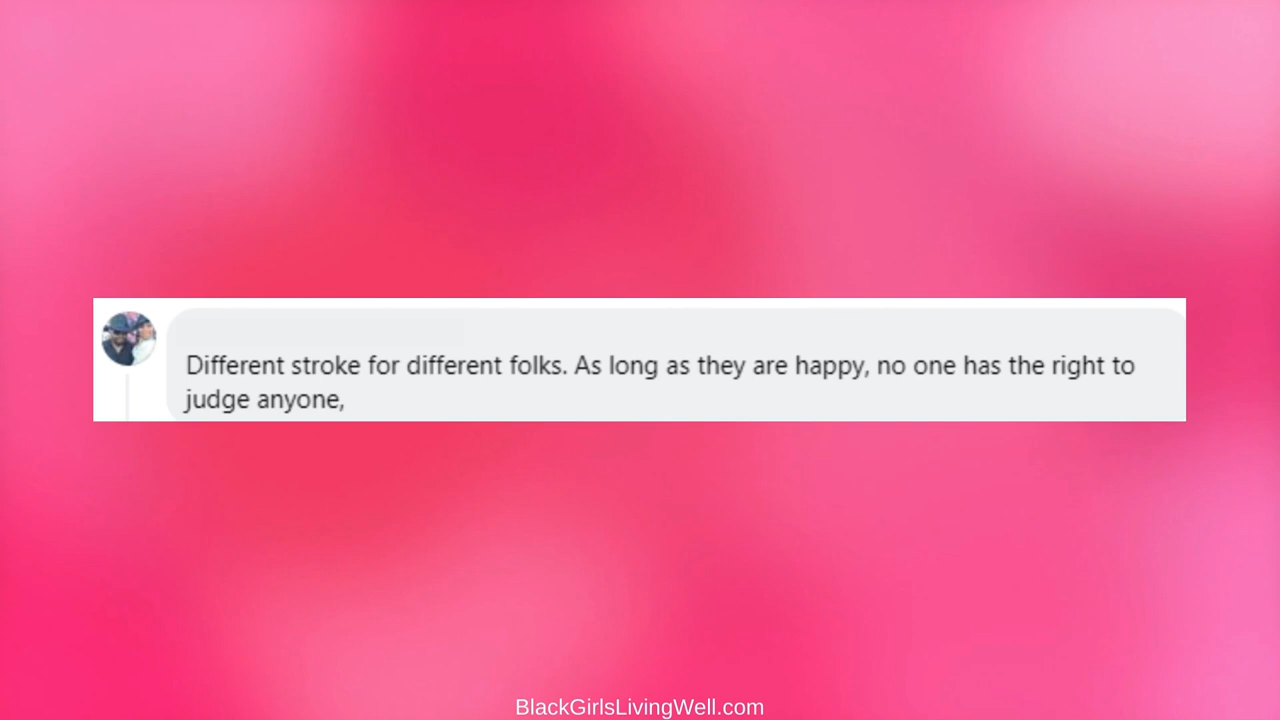 Different stroke for different folks. As long as they are happy, no one has the right to
judge anyone,
BlackGirlsLivingWell.com